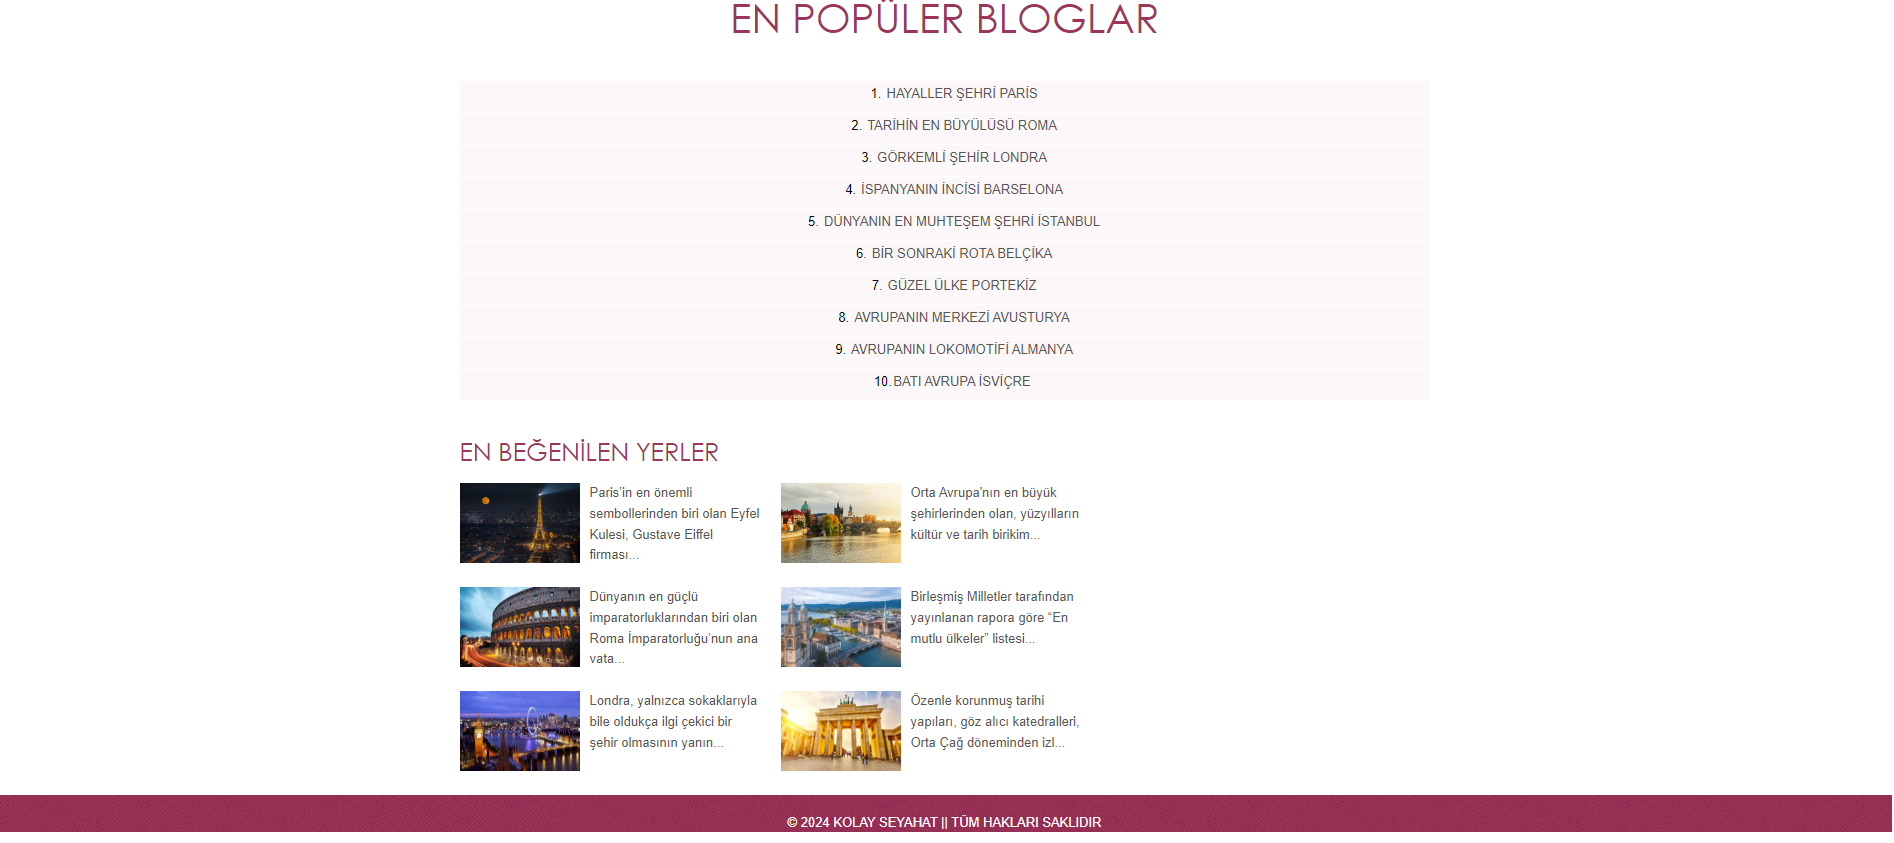 EN POPÜLER BLOGLAR
1. HAYALLER ŞEHRİ PARİS
2. TARİHİN EN BÜYÜLÜSÜ ROMA
3. GÖRKEMLİ ŞEHİR LONDRA
4. İSPANYANIN İNCİSİ BARSELONA
5. DÜNYANIN EN MUHTEŞEM ŞEHRİ İSTANBUL
6. BİR SONRAKİ ROTA BELÇİKA
7. GÜZEL ÜLKE PORTEKİZ
8. AVRUPANIN MERKEZİ AVUSTURYA
9. AVRUPANIN LOKOMOTİFİ ALMANYA
10.BATI AVRUPA İSVİÇRE
EN BEĞENİLEN YERLER
Paris’in en önemli
sembollerinden biri olan Eyfel
Kulesi, Gustave Eiffel
firması...
Orta Avrupa'nın en büyük
şehirlerinden olan, yüzyılların
kültür ve tarih birikim...
Dünyanın en güçlü
imparatorluklarından biri olan
Roma İmparatorluğu’nun ana
vata...
Birleşmiş Milletler tarafından
yayınlanan rapora göre “En
mutlu ülkeler” listesi...
Londra, yalnızca sokaklarıyla
bile oldukça ilgi çekici bir
şehir olmasının yanın...
Özenle korunmuş tarihi
yapıları, göz alıcı katedralleri,
Orta Çağ döneminden izl...
© 2024 KOLAY SEYAHAT || TÜM HAKLARI SAKLIDIR